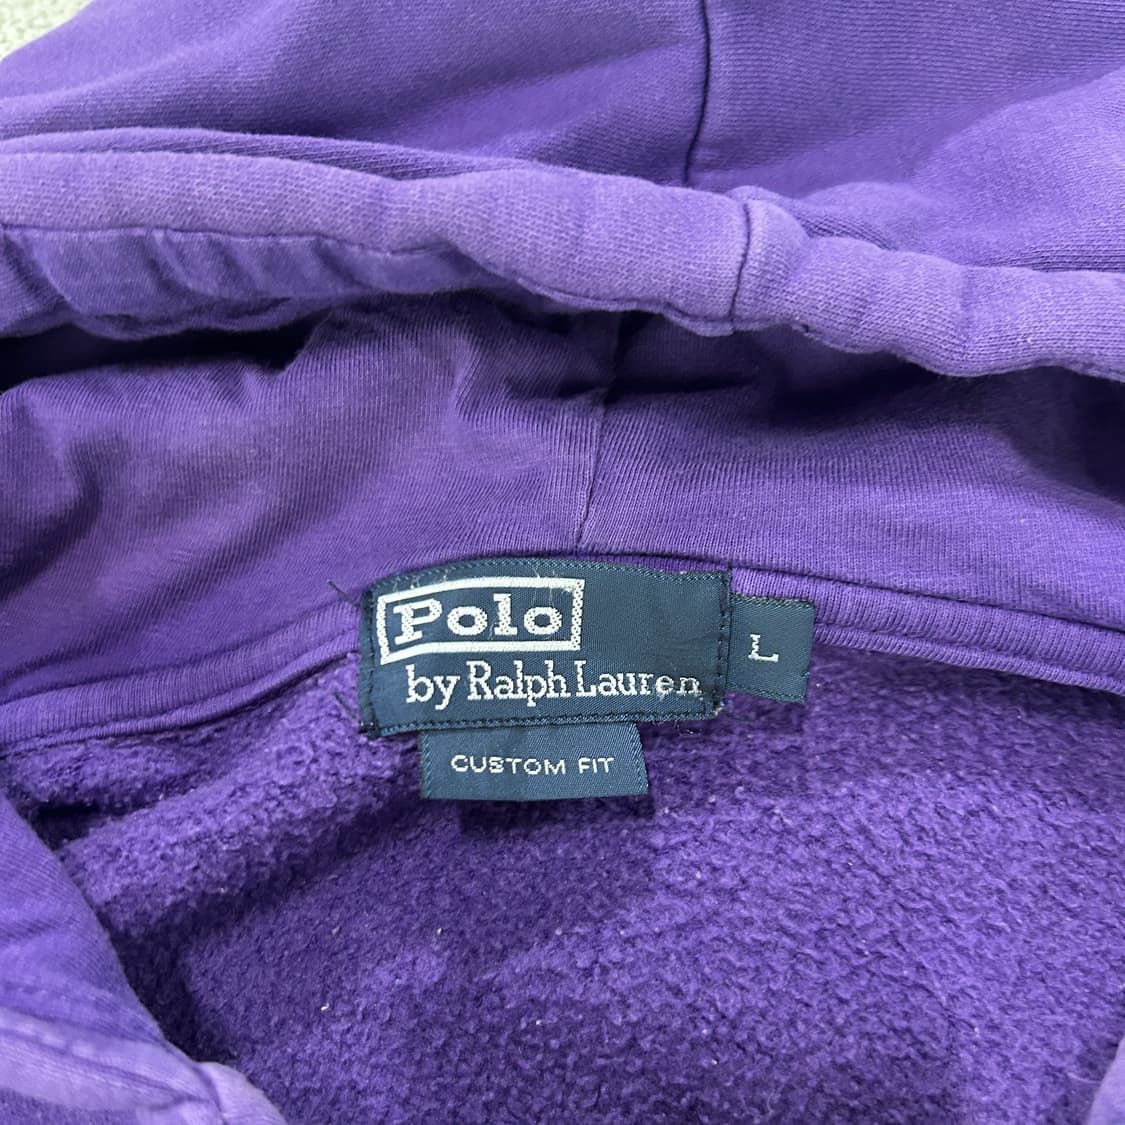 Polo
by Ralph Lauren
L
CUSTOM FIT